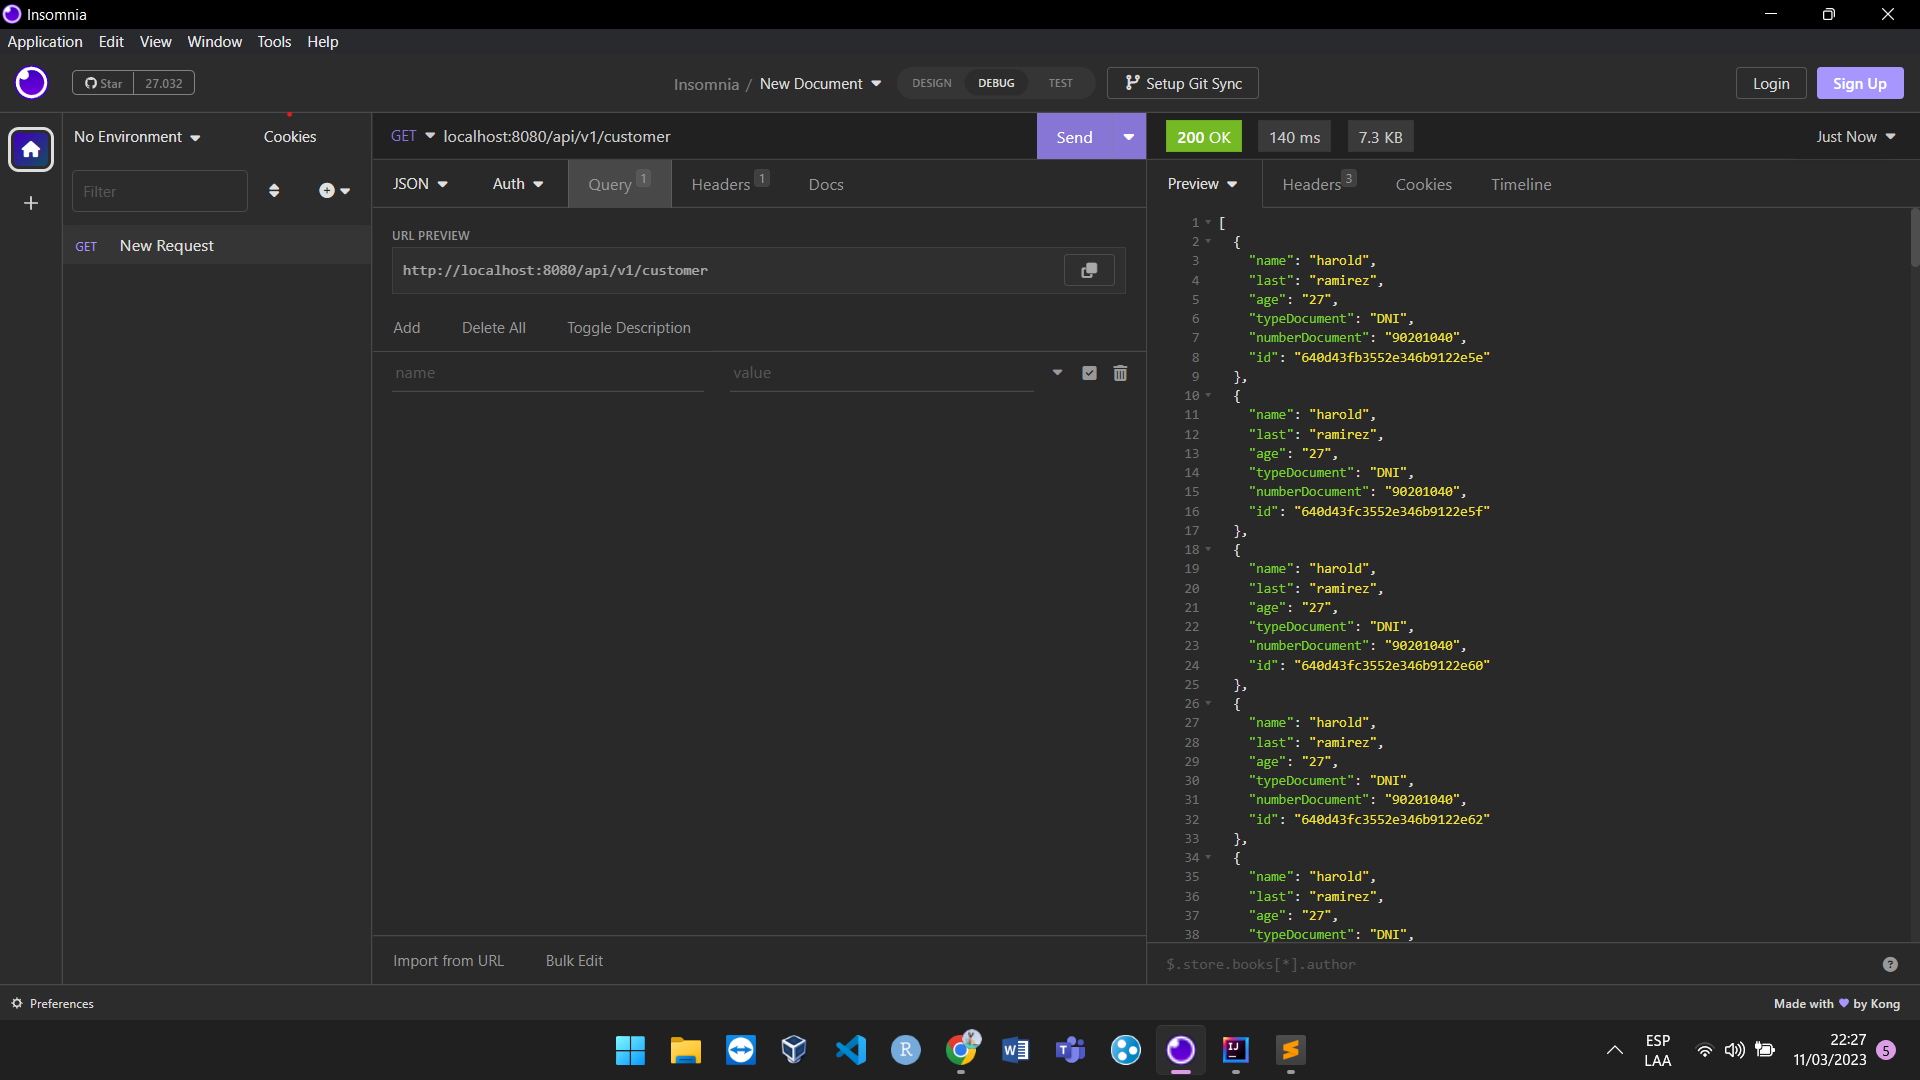 Insomnia
Application Edit View Window Tools Help
Star 27.032
Insomnia / New Document
DESIGN DEBUG TEST
Setup Git Sync
Login
Sign Up
No Environment
Cookies
Filter
GET New Request
GET localhost:8080/api/v1/customer
Send
JSON Auth Query 1 Headers 1 Docs
URL PREVIEW
http://localhost:8080/api/v1/customer
Add Delete All Toggle Description
name value
Import from URL Bulk Edit
200 OK 140 ms 7.3 KB Just Now
Preview Headers 3 Cookies Timeline
1 [
2 {
3 "name": "harold",
4 "last": "ramirez",
5 "age": "27",
6 "typeDocument": "DNI",
7 "numberDocument": "90201040",
8 "id": "640d43fb3552e346b9122e5e"
9 },
10 {
11 "name": "harold",
12 "last": "ramirez",
13 "age": "27",
14 "typeDocument": "DNI",
15 "numberDocument": "90201040",
16 "id": "640d43fc3552e346b9122e5f"
17 },
18 {
19 "name": "harold",
20 "last": "ramirez",
21 "age": "27",
22 "typeDocument": "DNI",
23 "numberDocument": "90201040",
24 "id": "640d43fc3552e346b9122e60"
25 },
26 {
27 "name": "harold",
28 "last": "ramirez",
29 "age": "27",
30 "typeDocument": "DNI",
31 "numberDocument": "90201040",
32 "id": "640d43fc3552e346b9122e62"
33 },
34 {
35 "name": "harold",
36 "last": "ramirez",
37 "age": "27",
38 "typeDocument": "DNI",
$.store.books[*].author
Preferences
Made with by Kong
ESP
LAA
22:27
11/03/2023
5